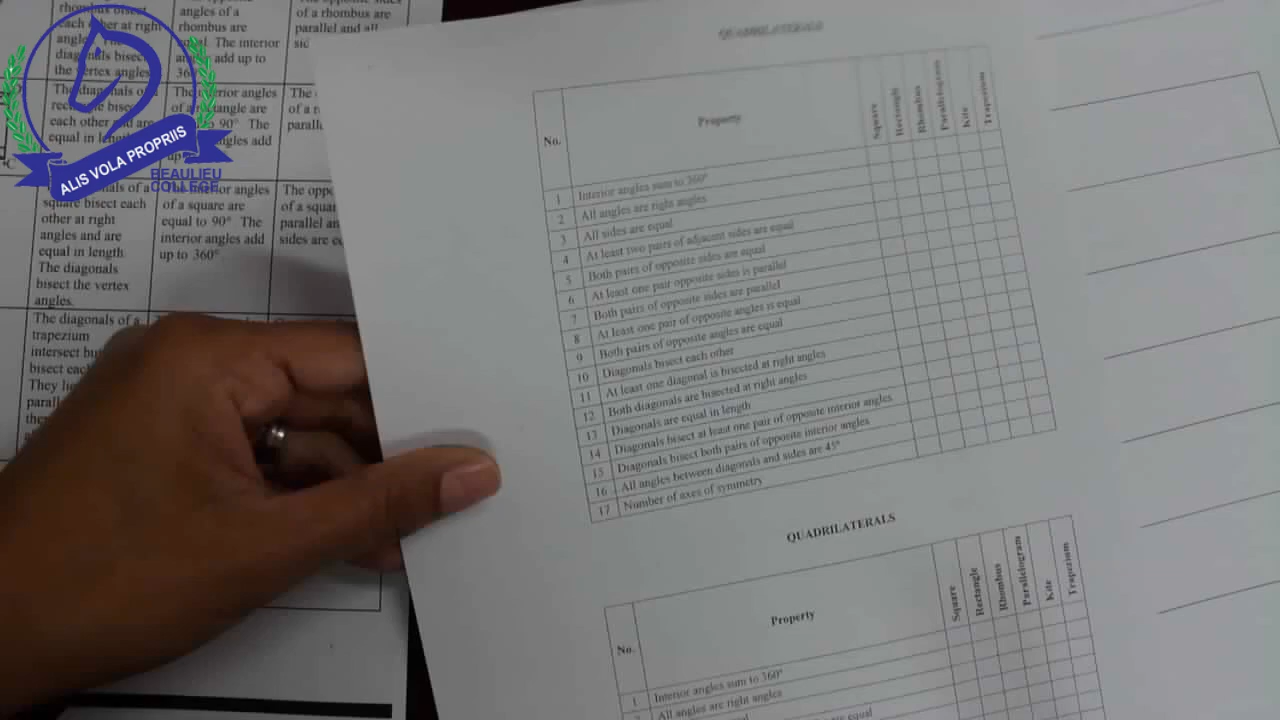 rhombus bisect
each other at right
the vertex angles
angles of a
rhombus are
The interior
add up to
of a rhombus
parallel and all
The diagonals
bisect
each other and are
equal in length
The interior angles
of a rectangle are
90° The
angles add
The
square bisect each
other at right
angles and are
equal in length
The diagonals
bisect the vertex
angles.
of a square are
equal to 90° The
interior angles add
up to 360°
The opp
of a squar
parallel an
sides are eq
The diagonals of a
trapezium
intersect bu
bisect eac
They
ALIS VOLA PROPRIIS
BEAULIEU
COLLEGE
QUADRILATERALS
No. Property Square Rectangle Rhombus Parallelogram Kite Trapezium
1 Interior angles sum to 360°
2 All angles are right angles
3 All sides are equal
4 At least two pairs of adjacent sides are equal
5 Both pairs of opposite sides are equal
6 At least one pair opposite sides is parallel
7 Both pairs of opposite sides are parallel
8 At least one pair of opposite angles is equal
9 Both pairs of opposite angles are equal
10 Diagonals bisect each other
11 At least one diagonal is bisected at right angles
12 Both diagonals are bisected at right angles
13 Diagonals are equal in length
14 Diagonals bisect at least one pair of opposite interior angles
15 Diagonals bisect both pairs of opposite interior angles
16 All angles between diagonals and sides are 45°
17 Number of axes of symmetry
QUADRILATERALS
No. Property Square Rectangle Rhombus Parallelogram Kite Trapezium
1 Interior angles sum to 360°
All angles are right angles
equal
are equal